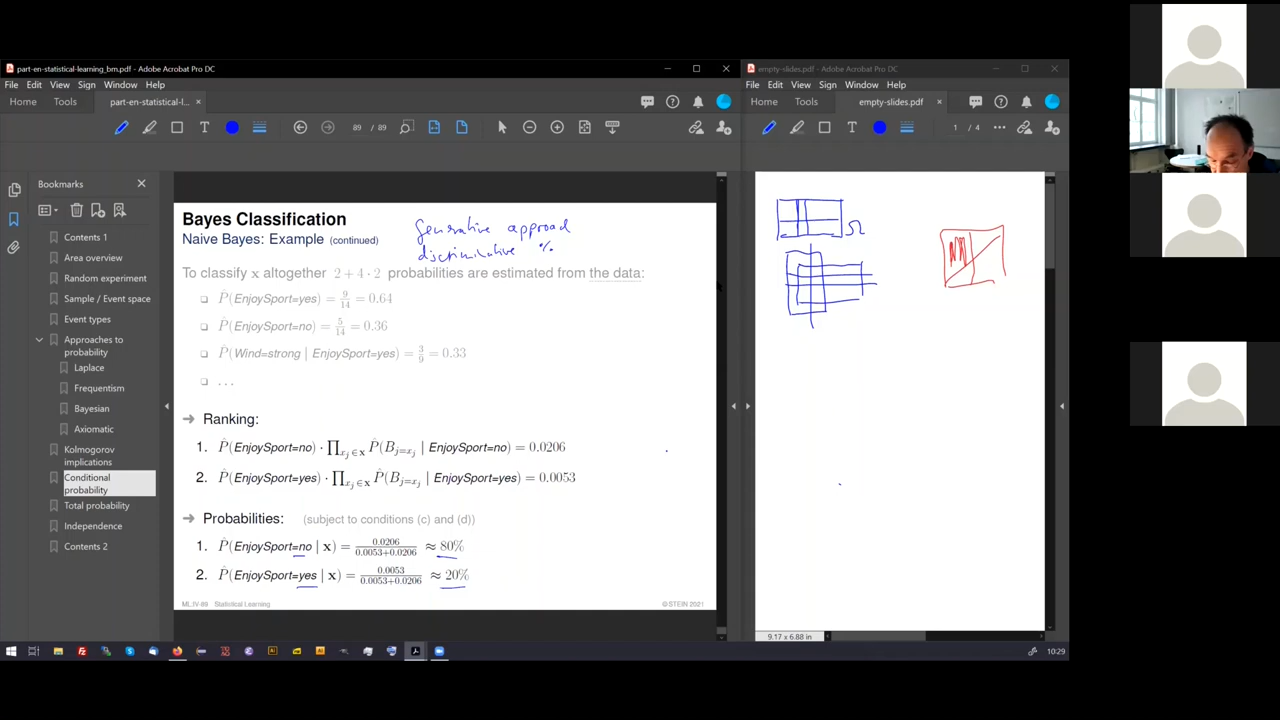 part-en-statistical-learning_bm.pdf - Adobe Acrobat Pro DC
File Edit View Sign Window Help
Home Tools part-en-statistical-l... ×
89 / 89
Bookmarks
Contents 1
Area overview
Random experiment
Sample / Event space
Event types
Approaches to probability
Laplace
Frequentism
Bayesian
Axiomatic
Kolmogorov implications
Conditional probability
Total probability
Independence
Contents 2
Bayes Classification
Naive Bayes: Example (continued)
generative approach
discriminative "/.
To classify x altogether 2 + 4 · 2 probabilities are estimated from the data:
❑ P̂(EnjoySport=yes) = 9/14 = 0.64
❑ P̂(EnjoySport=no) = 5/14 = 0.36
❑ P̂(Wind=strong | EnjoySport=yes) = 3/9 = 0.33
❑ . . .
➔ Ranking:
1. P̂(EnjoySport=no) · ∏xj∈x P̂(Bj=xj | EnjoySport=no) = 0.0206
2. P̂(EnjoySport=yes) · ∏xj∈x P̂(Bj=xj | EnjoySport=yes) = 0.0053
➔ Probabilities: (subject to conditions (c) and (d))
1. P̂(EnjoySport=no | x) = 0.0206/(0.0053+0.0206) ≈ 80%
2. P̂(EnjoySport=yes | x) = 0.0053/(0.0053+0.0206) ≈ 20%
ML:IV-89 Statistical Learning ©STEIN 2021
empty-slides.pdf - Adobe Acrobat Pro DC
File Edit View Sign Window Help
Home Tools empty-slides.pdf ×
1 / 4
Ω
9.17 x 6.88 in
10:29